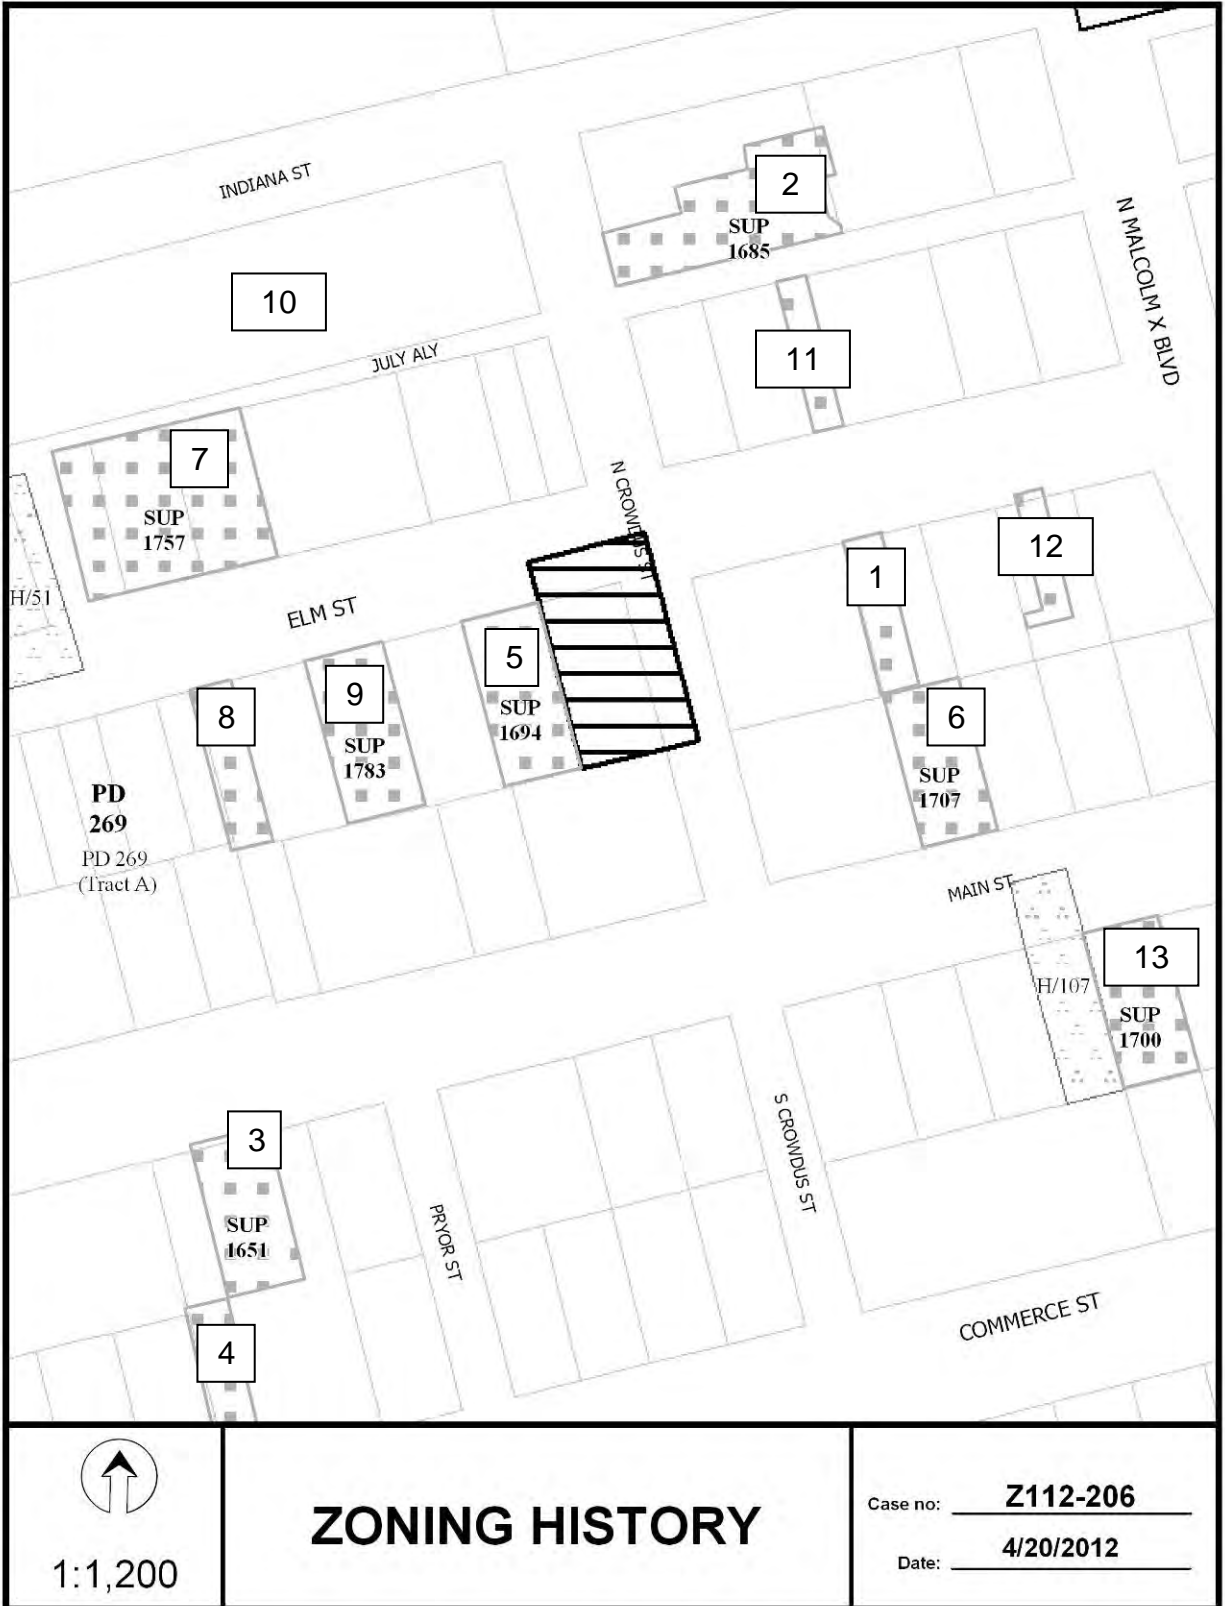 INDIANA ST
2
SUP
1685
N MALCOLM X BLVD
10
JULY ALY
11
7
SUP
1757
N CROWDUS ST
12
1
H/51
ELM ST
5
SUP
1694
9
SUP
1783
8
6
SUP
1707
PD
269
PD 269
(Tract A)
MAIN ST
13
H/107
SUP
1700
3
SUP
1651
S CROWDUS ST
PRYOR ST
4
COMMERCE ST
1:1,200
ZONING HISTORY
Case no: Z112-206
Date: 4/20/2012